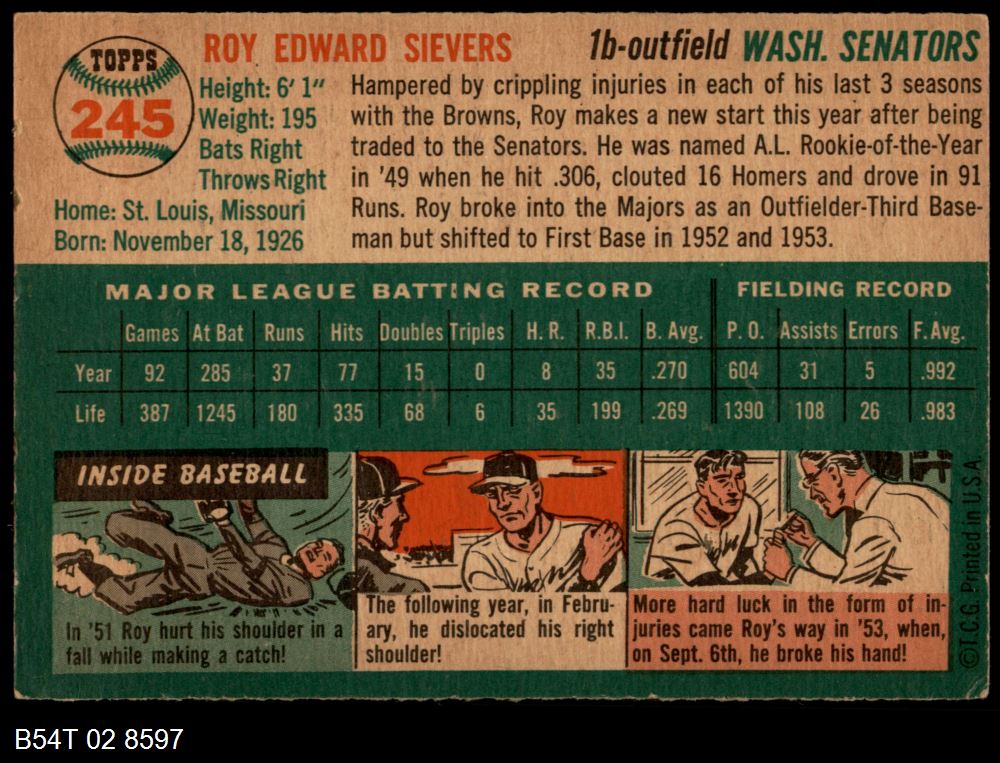 TOPPS
245
ROY EDWARD SIEVERS
1b-outfield WASH. SENATORS
Height: 6' 1"
Weight: 195
Bats Right
Throws Right
Home: St. Louis, Missouri
Born: November 18, 1926
Hampered by crippling injuries in each of his last 3 seasons
with the Browns, Roy makes a new start this year after being
traded to the Senators. He was named A.L. Rookie-of-the-Year
in '49 when he hit .306, clouted 16 Homers and drove in 91
Runs. Roy broke into the Majors as an Outfielder-Third Base-
man but shifted to First Base in 1952 and 1953.
MAJOR LEAGUE BATTING RECORD FIELDING RECORD
Games At Bat Runs Hits Doubles Triples H. R. R.B.I. B. Avg. P. O. Assists Errors F. Avg.
Year 92 285 37 77 15 0 8 35 .270 604 31 5 .992
Life 387 1245 180 335 68 6 35 199 .269 1390 108 26 .983
INSIDE BASEBALL
In '51 Roy hurt his shoulder in a
fall while making a catch!
The following year, in Febru-
ary, he dislocated his right
shoulder!
More hard luck in the form of in-
juries came Roy's way in '53, when,
on Sept. 6th, he broke his hand!
©T.C.G. Printed in U.S.A.
B54T 02 8597